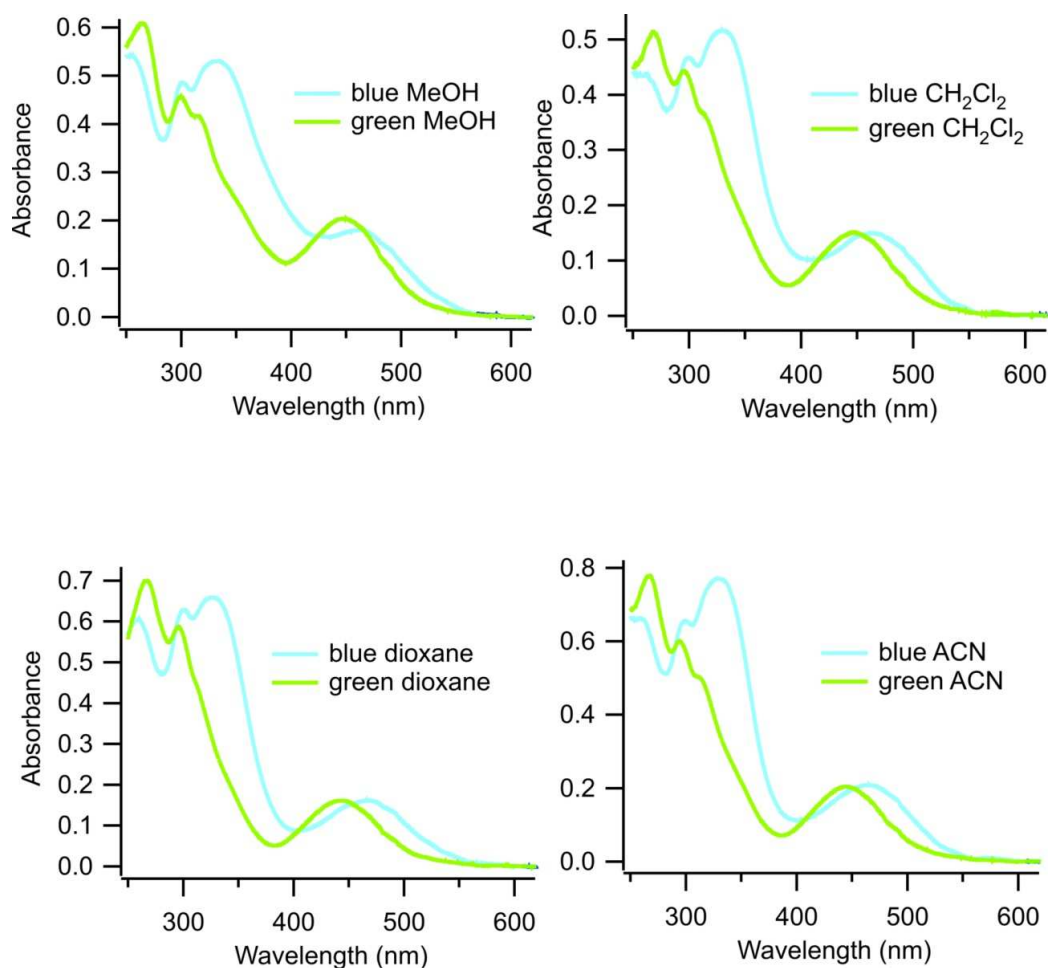 0.6
0.5
0.4
0.3
0.2
0.1
0.0
Absorbance
blue MeOH
green MeOH
300
400
500
600
Wavelength (nm)
0.5
0.4
0.3
0.2
0.1
0.0
Absorbance
blue CH₂Cl₂
green CH₂Cl₂
300
400
500
600
Wavelength (nm)
0.7
0.6
0.5
0.4
0.3
0.2
0.1
0.0
Absorbance
blue dioxane
green dioxane
300
400
500
600
Wavelength (nm)
0.8
0.6
0.4
0.2
0.0
blue ACN
green ACN
300
400
500
600
Wavelength (nm)